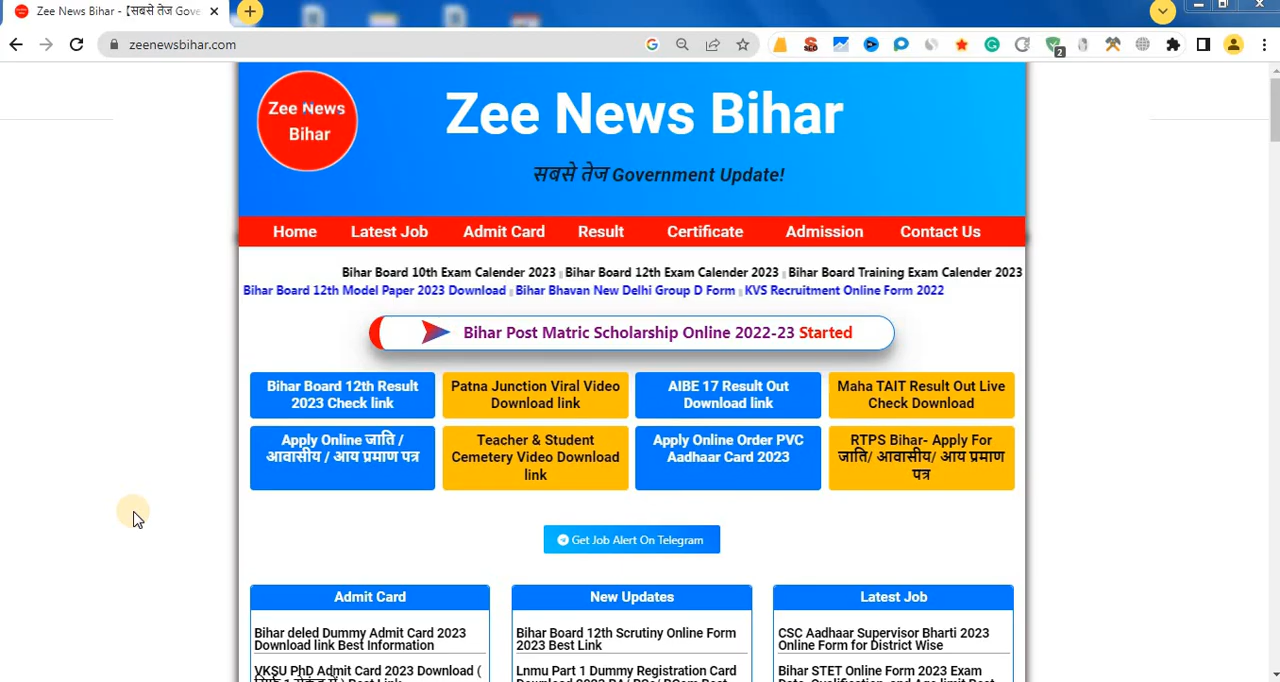 Zee News Bihar -【सबसे तेज Gove
zeenewsbihar.com
2
Zee News
Bihar
Zee News Bihar
सबसे तेज Government Update!
Home Latest Job Admit Card Result Certificate Admission Contact Us
Bihar Board 10th Exam Calender 2023 || Bihar Board 12th Exam Calender 2023 || Bihar Board Training Exam Calender 2023
Bihar Board 12th Model Paper 2023 Download || Bihar Bhavan New Delhi Group D Form || KVS Recruitment Online Form 2022
Bihar Post Matric Scholarship Online 2022-23 Started
Bihar Board 12th Result
2023 Check link
Patna Junction Viral Video
Download link
AIBE 17 Result Out
Download link
Maha TAIT Result Out Live
Check Download
Apply Online जाति /
आवासीय / आय प्रमाण पत्र
Teacher & Student
Cemetery Video Download
link
Apply Online Order PVC
Aadhaar Card 2023
RTPS Bihar- Apply For
जाति/ आवासीय/ आय प्रमाण
पत्र
Get Job Alert On Telegram
Admit Card
Bihar deled Dummy Admit Card 2023
Download link Best Information
VKSU PhD Admit Card 2023 Download (
New Updates
Bihar Board 12th Scrutiny Online Form
2023 Best Link
Lnmu Part 1 Dummy Registration Card
Latest Job
CSC Aadhaar Supervisor Bharti 2023
Online Form for District Wise
Bihar STET Online Form 2023 Exam